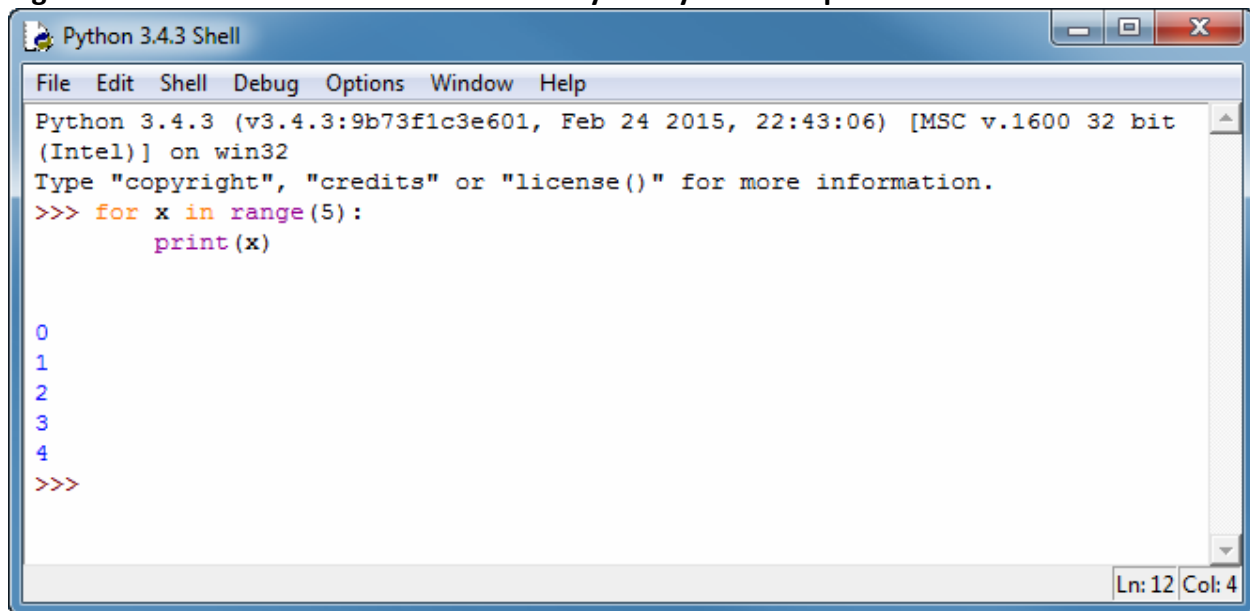 Python 3.4.3 Shell
File Edit Shell Debug Options Window Help
Python 3.4.3 (v3.4.3:9b73f1c3e601, Feb 24 2015, 22:43:06) [MSC v.1600 32 bit
(Intel)] on win32
Type "copyright", "credits" or "license()" for more information.
>>> for x in range(5):
        print(x)
0
1
2
3
4
>>>
Ln: 12 Col: 4